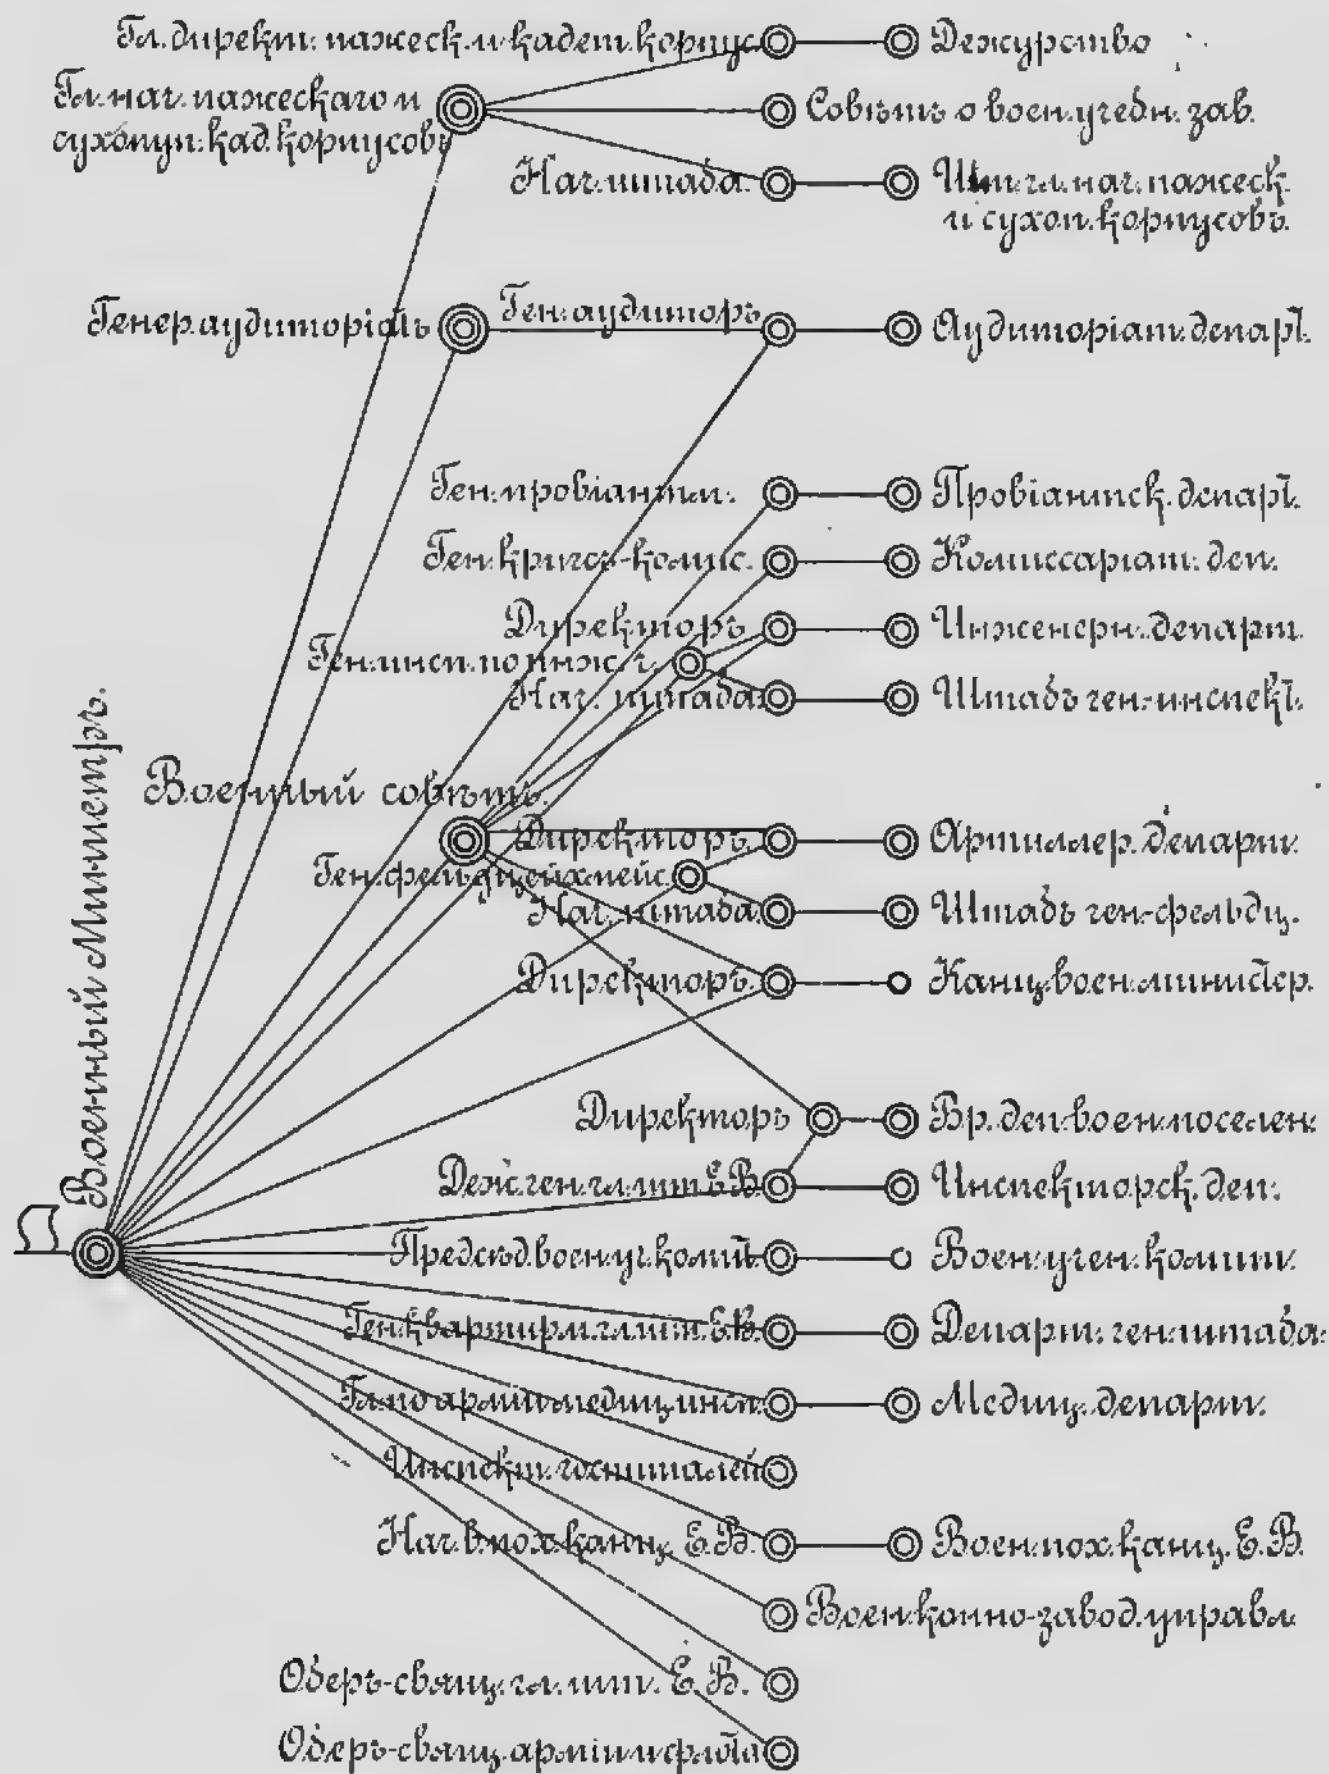 Гл. директ. пажеск. и кадет. корпус.
Дежурство
Гл. нач. пажескаго и
сухопут. кад. корпусовъ
Совѣтъ о воен. учебн. зав.
Нач. штаба.
Шт. гл. нач. пажеск.
и сухоп. корпусовъ.
Генер. аудиторіатъ
Ген. аудиторъ
Аудиторіат. департ.
Ген. провіантм.
Провіантск. департ.
Ген. кригсъ-комис.
Комиссаріат. деп.
Директоръ
Инженерн. департ.
Ген. инсп. по инж. ч.
Нач. штаба
Штабъ ген.-инспект.
Военный Министръ.
Военный совѣтъ.
Директоръ
Артиллер. департ.
Ген. фельдцейхмейс.
Нач. штаба
Штабъ ген.-фельдц.
Директоръ
Канц. воен. министер.
Директоръ
Вр. деп. воен. поселен.
Деж. ген. гл. шт. Е.В.
Инспекторск. деп.
Предсѣд. воен. уч. комит.
Воен. учен. комит.
Ген. квартирм. гл. шт. Е.В.
Департ. ген. штаба.
Гл. по арміи медиц. инсп.
Медиц. департ.
Инспект. госпиталей
Нач. в. пох. канц. Е.В.
Воен. пох. канц. Е.В.
Воен. конно-завод. управл.
Оберъ-свящ. гл. шт. Е.В.
Оберъ-свящ. арміи и флота